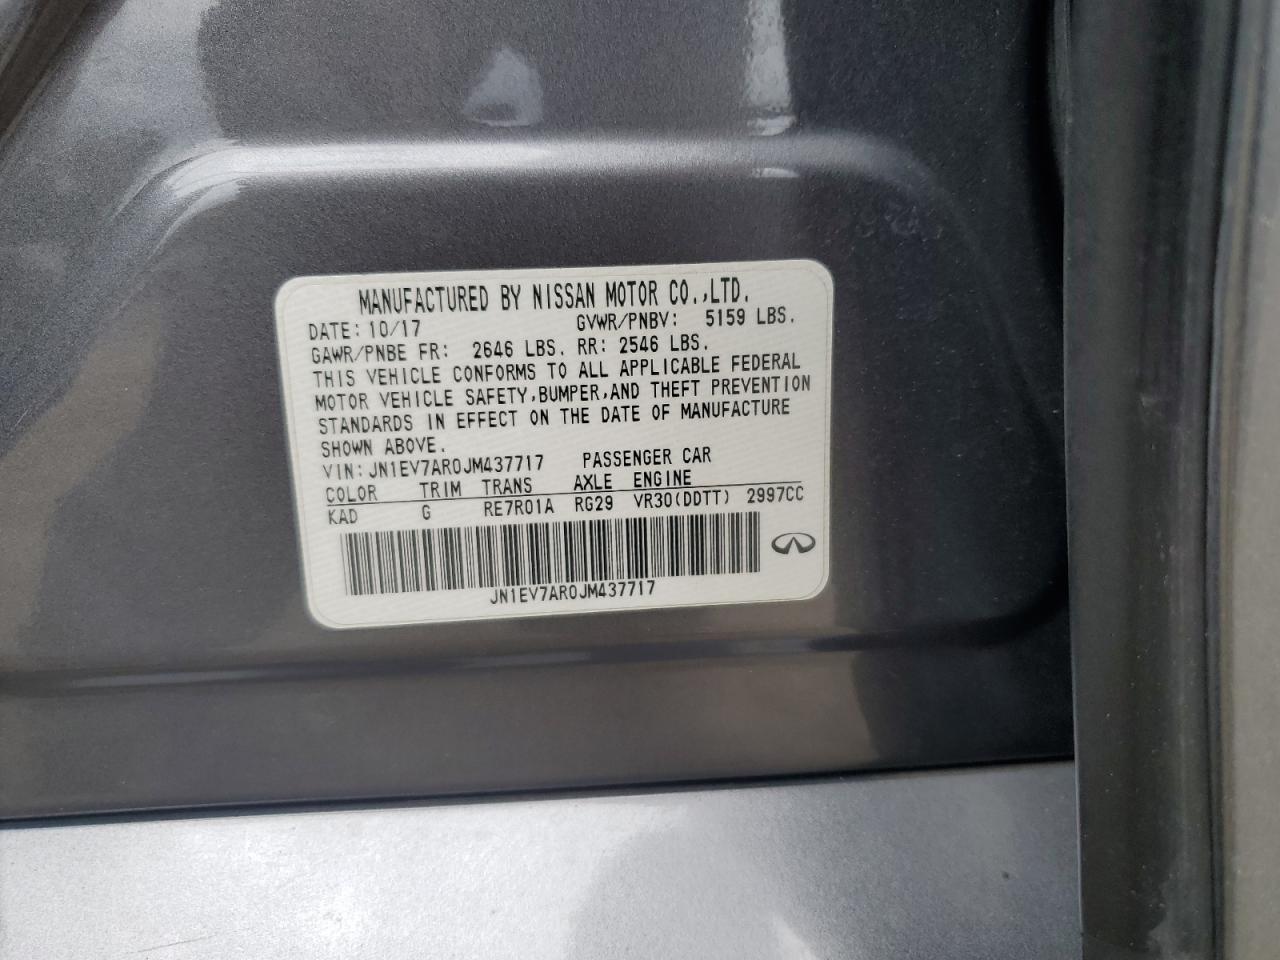 MANUFACTURED BY NISSAN MOTOR CO.,LTD.
DATE: 10/17 GVWR/PNBV: 5159 LBS.
GAWR/PNBE FR: 2646 LBS. RR: 2546 LBS.
THIS VEHICLE CONFORMS TO ALL APPLICABLE FEDERAL
MOTOR VEHICLE SAFETY,BUMPER,AND THEFT PREVENTION
STANDARDS IN EFFECT ON THE DATE OF MANUFACTURE
SHOWN ABOVE.
VIN: JN1EV7AR0JM437717 PASSENGER CAR
COLOR TRIM TRANS AXLE ENGINE
KAD G RE7R01A RG29 VR30(DDTT) 2997CC
JN1EV7AR0JM437717